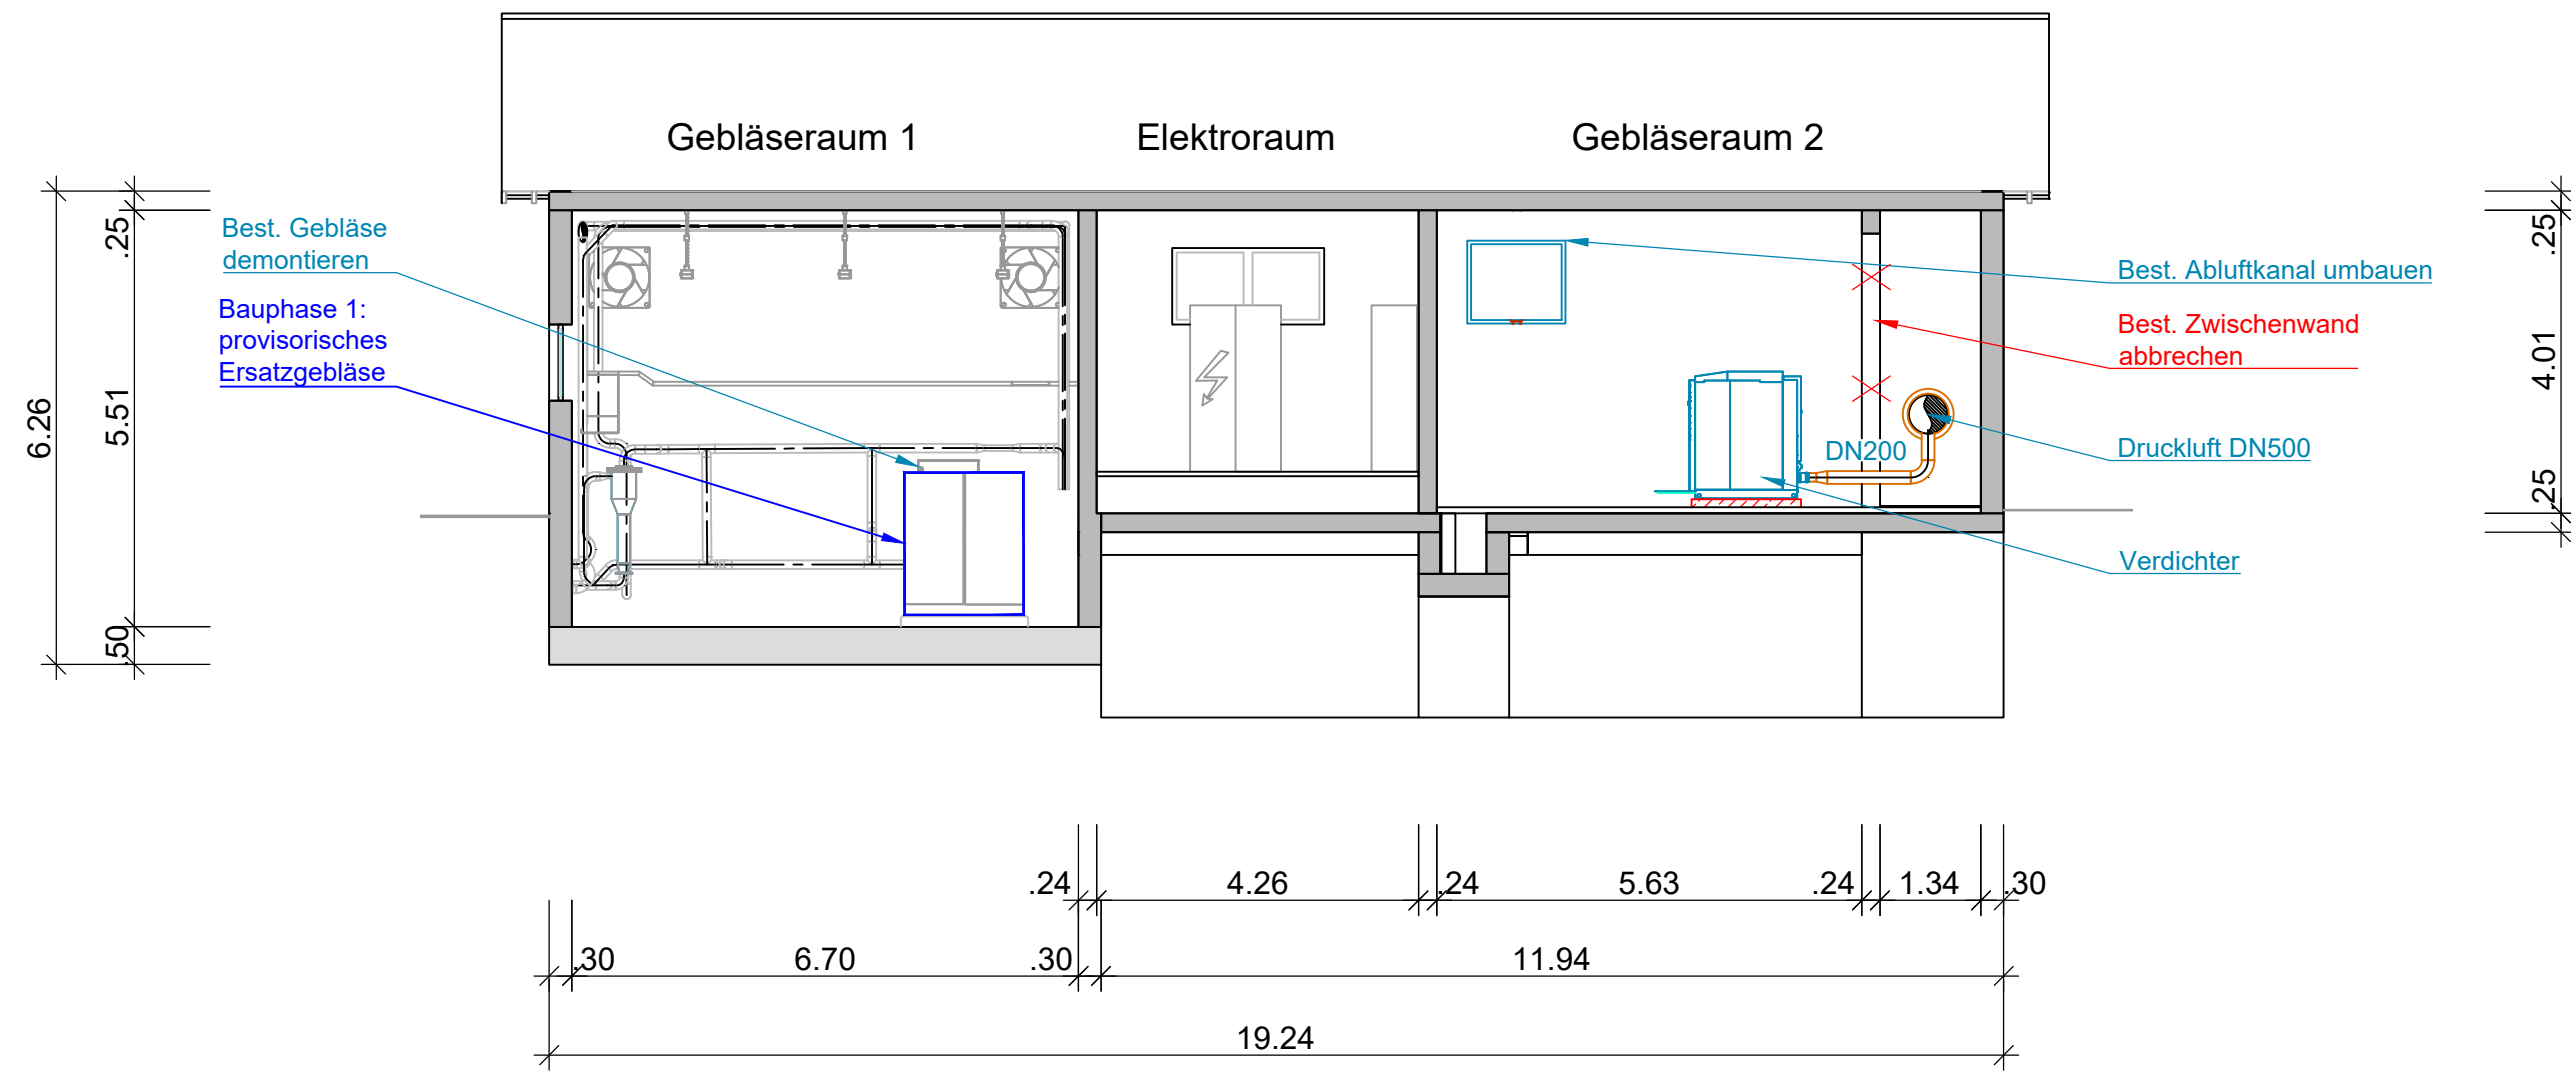 Gebläseraum 1
Elektroraum
Gebläseraum 2
Best. Gebläse
demontieren
Bauphase 1:
provisorisches
Ersatzgebläse
Best. Abluftkanal umbauen
Best. Zwischenwand
abbrechen
DN200
Druckluft DN500
Verdichter
6.26
.25
5.51
.50
.25
4.01
.25
.24
4.26
.24
5.63
.24
1.34
.30
.30
6.70
.30
11.94
19.24